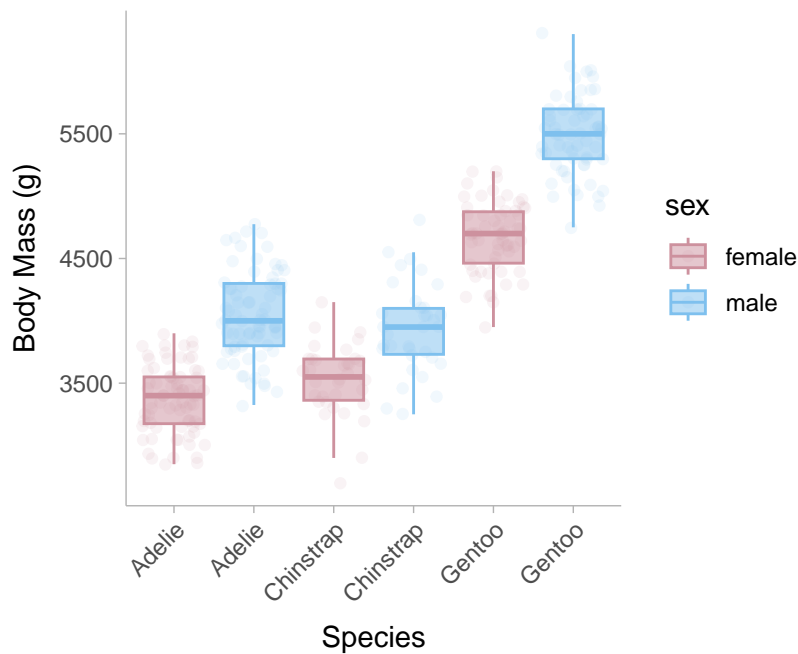 Body Mass (g)
5500
4500
3500
Adelie
Adelie
Chinstrap
Chinstrap
Gentoo
Gentoo
Species
sex
female
male